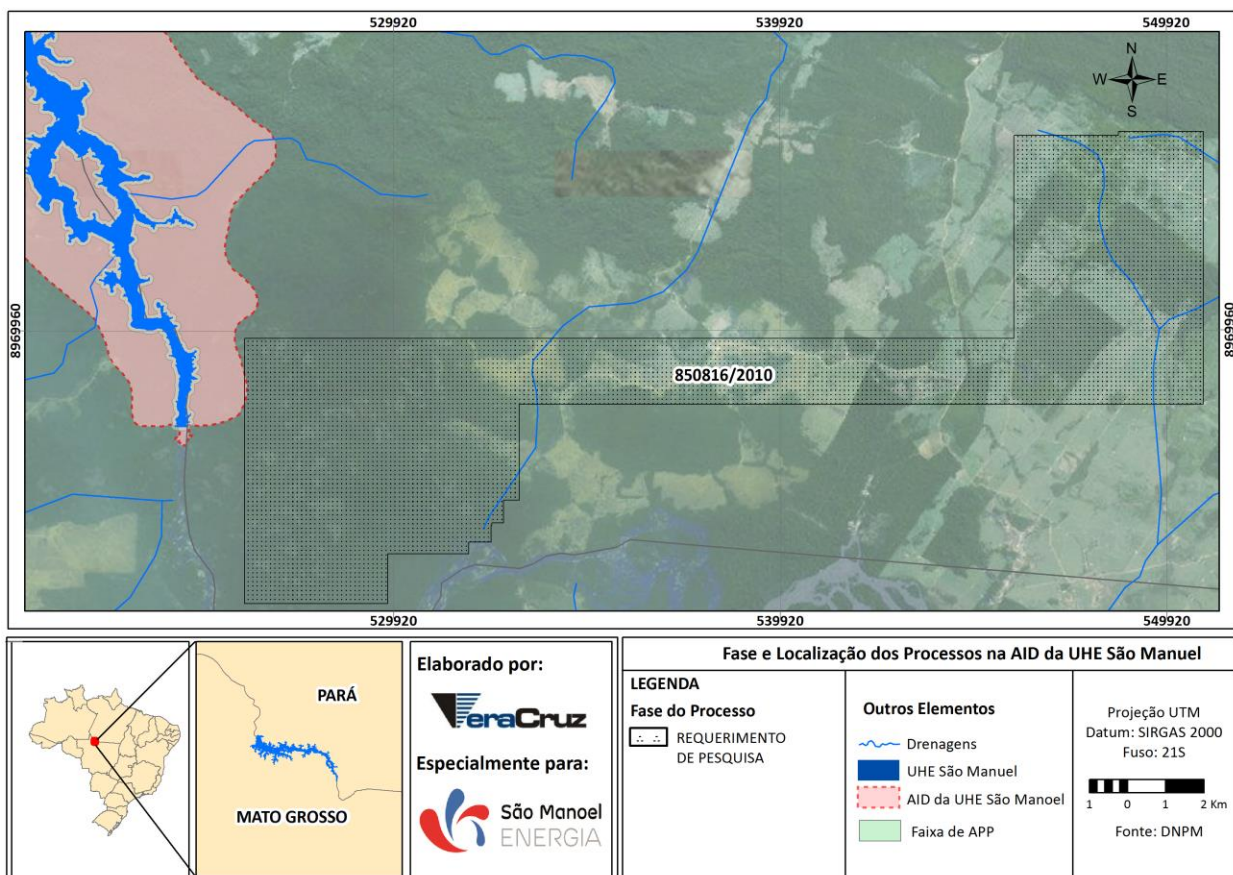 529920
539920
549920
N
W E
S
8969960
8969960
850816/2010
529920
539920
549920
PARÁ
MATO GROSSO
Elaborado por:
VeraCruz
Especialmente para:
São Manoel
ENERGIA
Fase e Localização dos Processos na AID da UHE São Manuel
LEGENDA
Fase do Processo
REQUERIMENTO
DE PESQUISA
Outros Elementos
Drenagens
UHE São Manuel
AID da UHE São Manoel
Faixa de APP
Projeção UTM
Datum: SIRGAS 2000
Fuso: 21S
1 0 1 2 Km
Fonte: DNPM